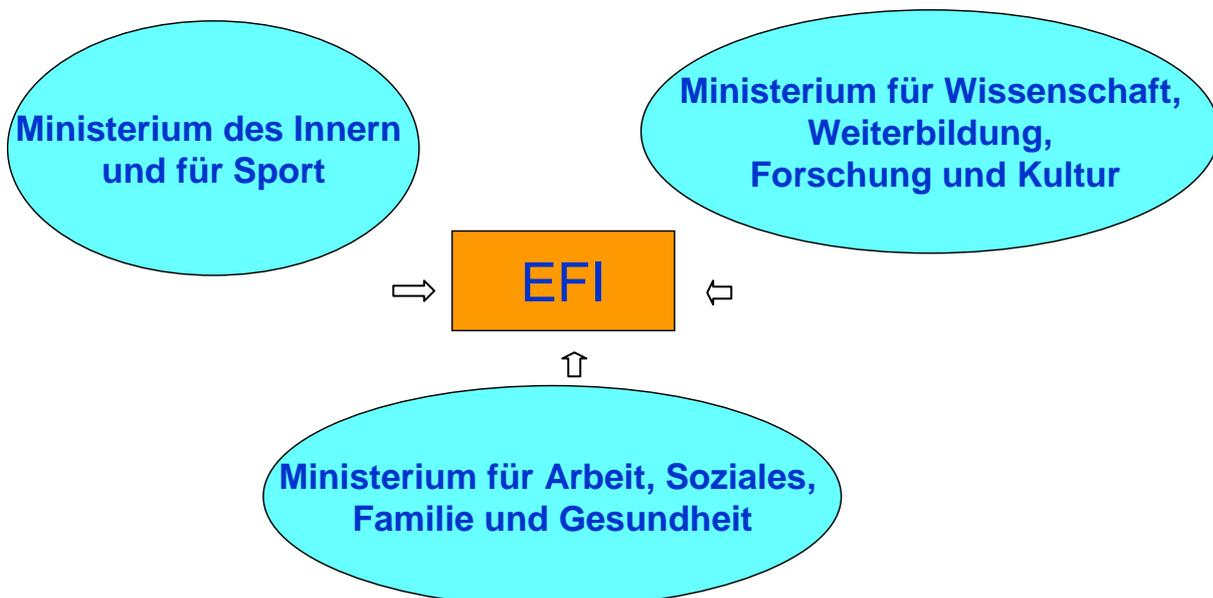 Ministerium des Innern
und für Sport
Ministerium für Wissenschaft,
Weiterbildung,
Forschung und Kultur
EFI
Ministerium für Arbeit, Soziales,
Familie und Gesundheit